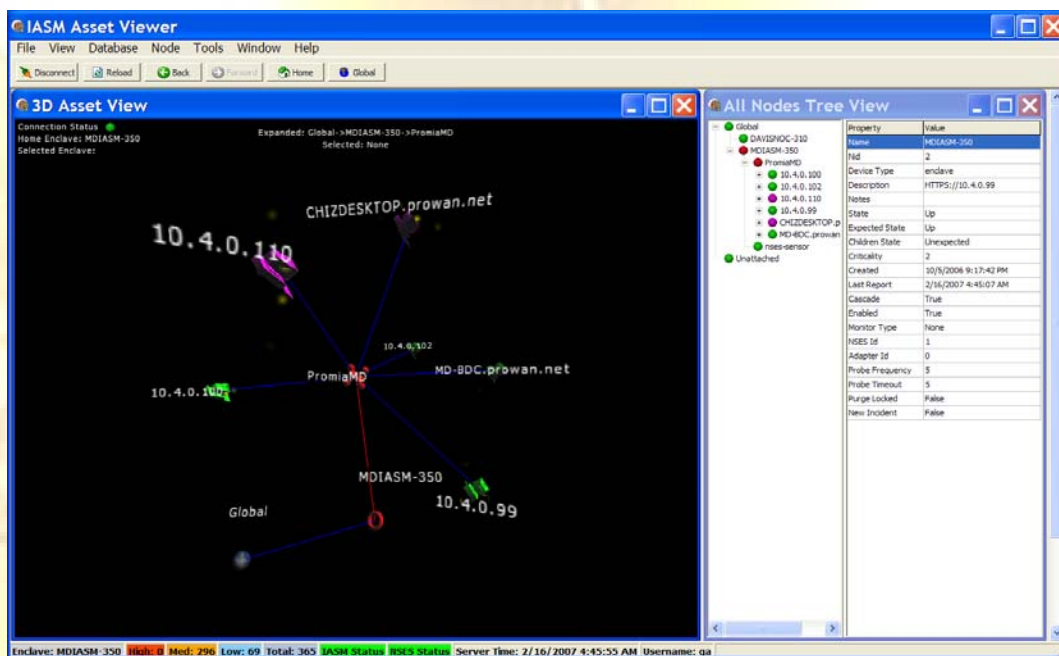 IASM Asset Viewer
File View Database Node Tools Window Help
Disconnect Reload Back Forward Home Global
3D Asset View
Connection Status
Home Enclave: MDIASM-350
Selected Enclave:
Expanded: Global->MDIASM-350->PromiaMD
Selected: None
CHIZDESKTOP.prowan.net
10.4.0.110
10.4.0.102
MD-BDC.prowan.net
PromiaMD
10.4.0.100
MDIASM-350
10.4.0.99
Global
All Nodes Tree View
Global
DAVISNOC-310
MDIASM-350
PromiaMD
10.4.0.100
10.4.0.102
10.4.0.110
10.4.0.99
CHIZDESKTOP.p
MD-BDC.prowan
nses-sensor
Unattached
Property Value
Name MDIASM-350
Nid 2
Device Type enclave
Description HTTPS://10.4.0.99
Notes
State Up
Expected State Up
Children State Unexpected
Criticality 2
Created 10/5/2006 9:17:42 PM
Last Report 2/16/2007 4:45:07 AM
Cascade True
Enabled True
Monitor Type None
NSES Id 1
Adapter Id 0
Probe Frequency 5
Probe Timeout 5
Purge Locked False
New Incident False
Enclave: MDIASM-350 High: 0 Med: 296 Low: 69 Total: 365 IASM Status NSES Status Server Time: 2/16/2007 4:45:55 AM Username: qa